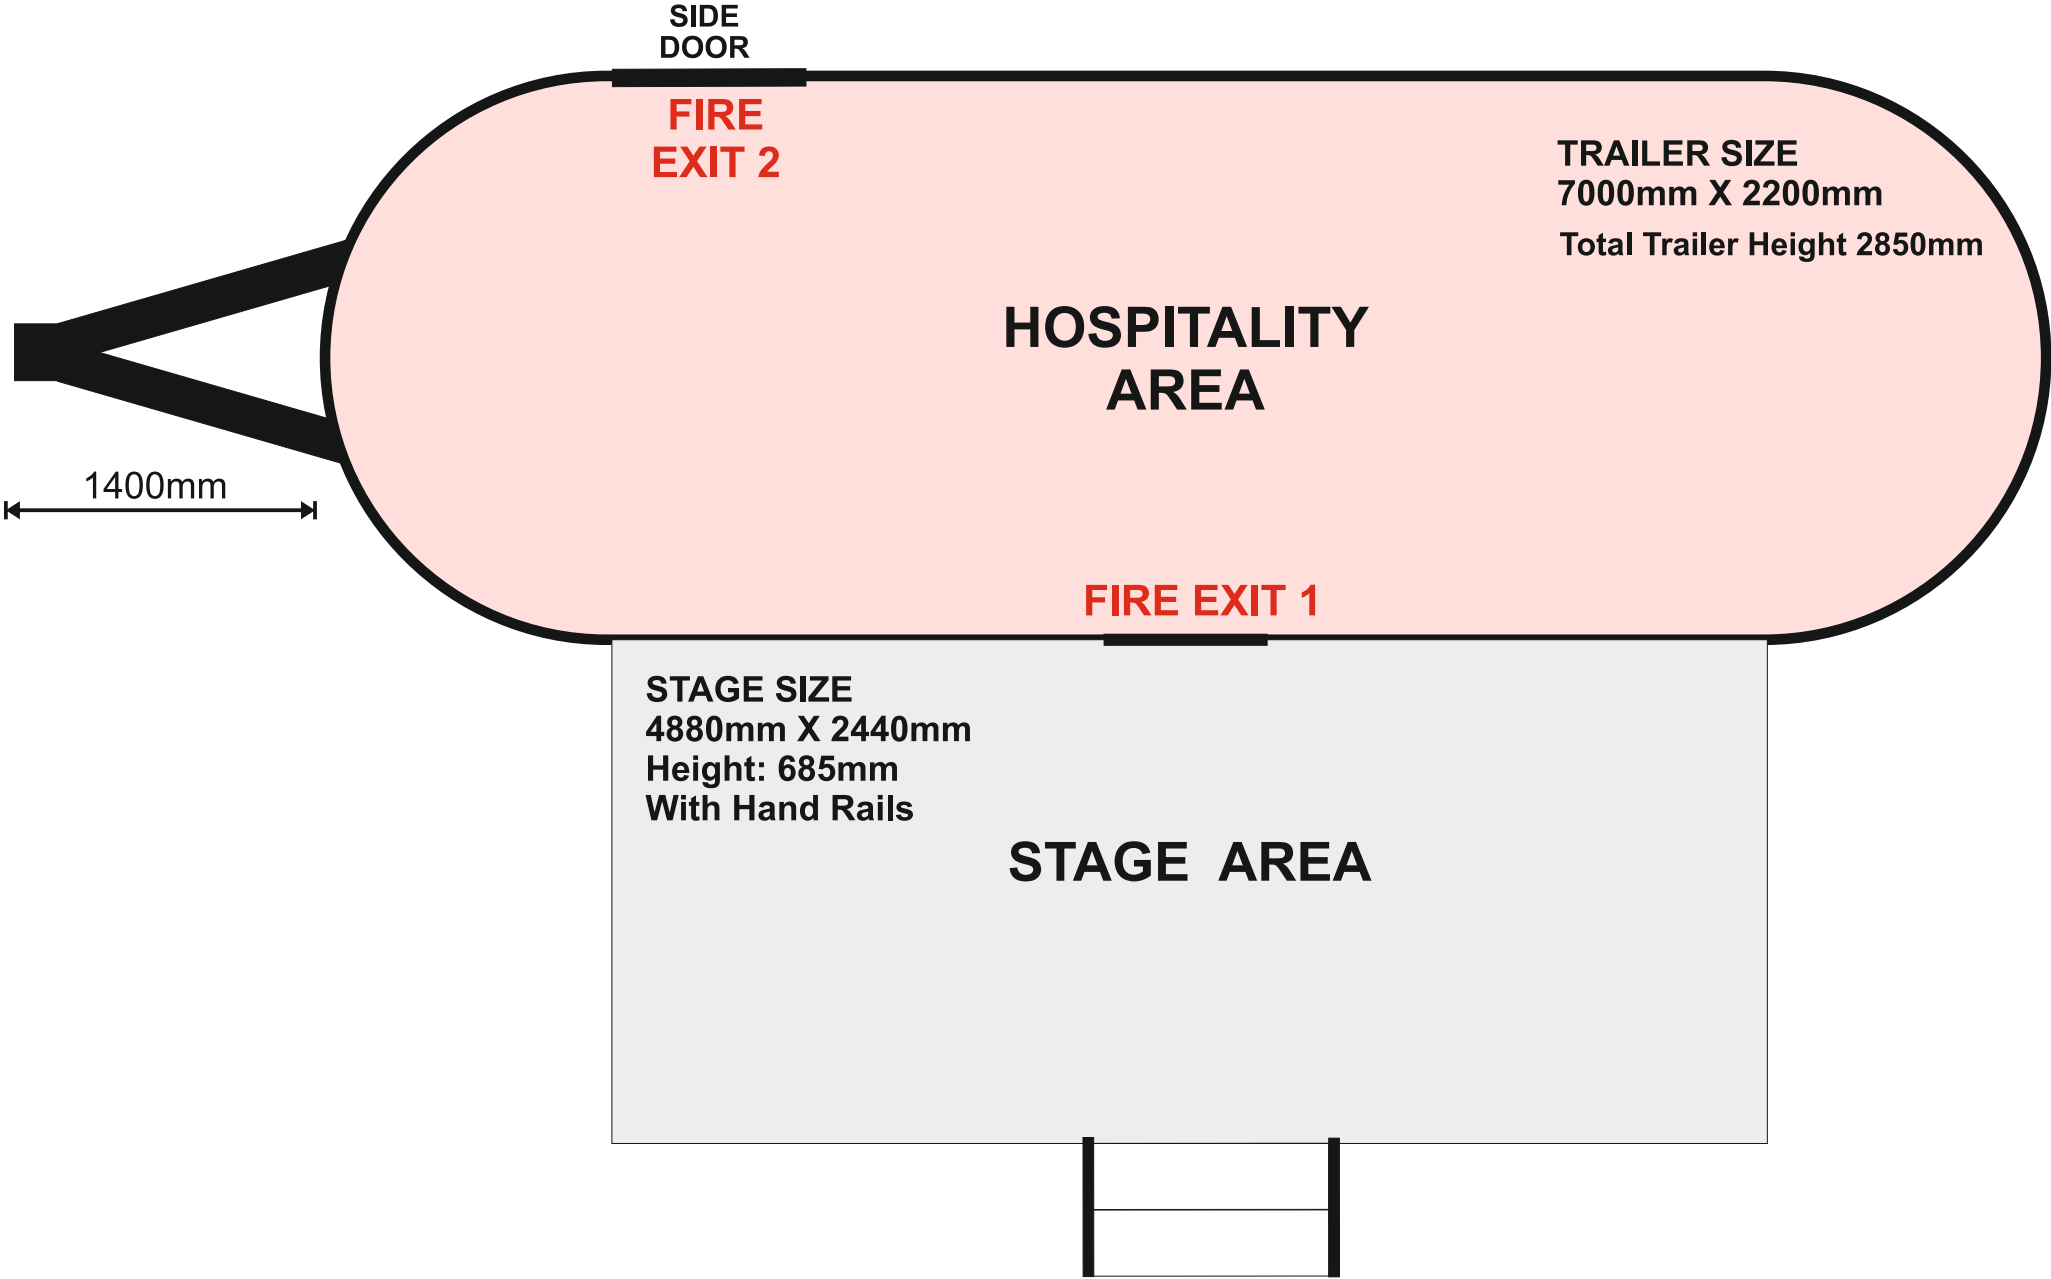 SIDE
DOOR
FIRE
EXIT 2
TRAILER SIZE
7000mm X 2200mm
Total Trailer Height 2850mm
HOSPITALITY
AREA
1400mm
FIRE EXIT 1
STAGE SIZE
4880mm X 2440mm
Height: 685mm
With Hand Rails
STAGE AREA